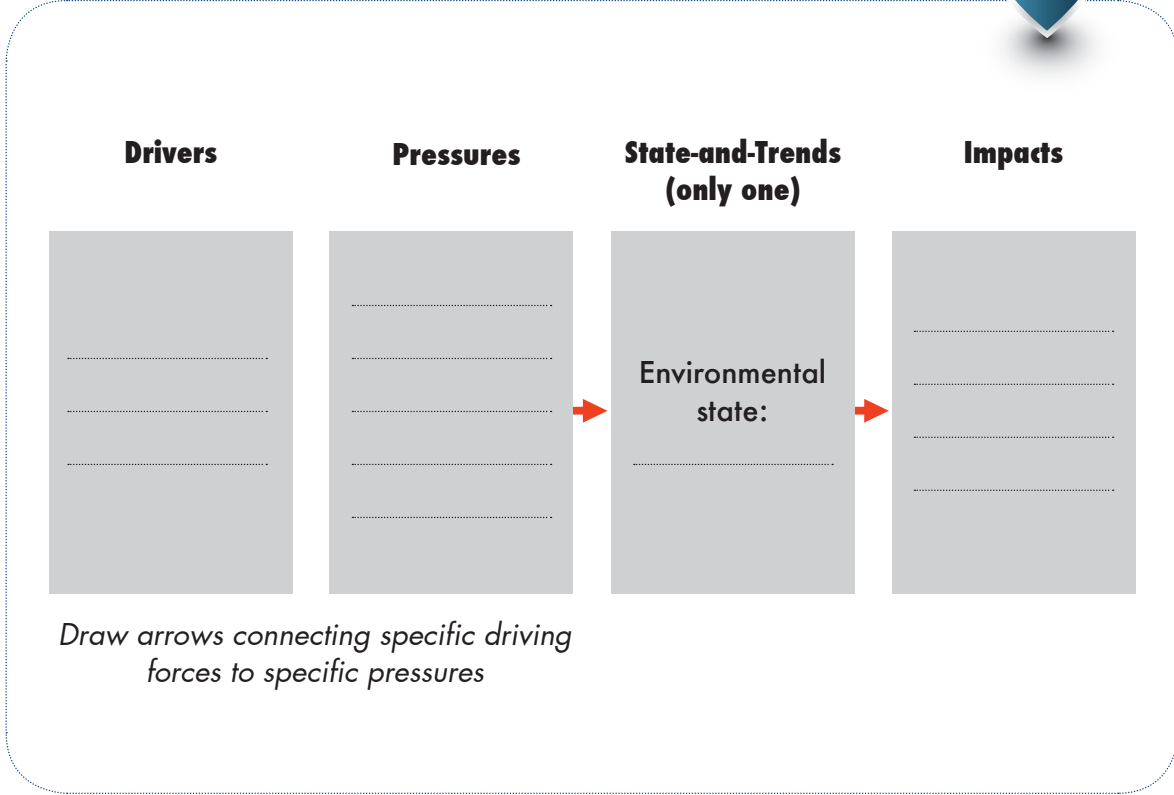 Drivers
Pressures
State-and-Trends
(only one)
Impacts
Environmental
state:
Draw arrows connecting specific driving
forces to specific pressures